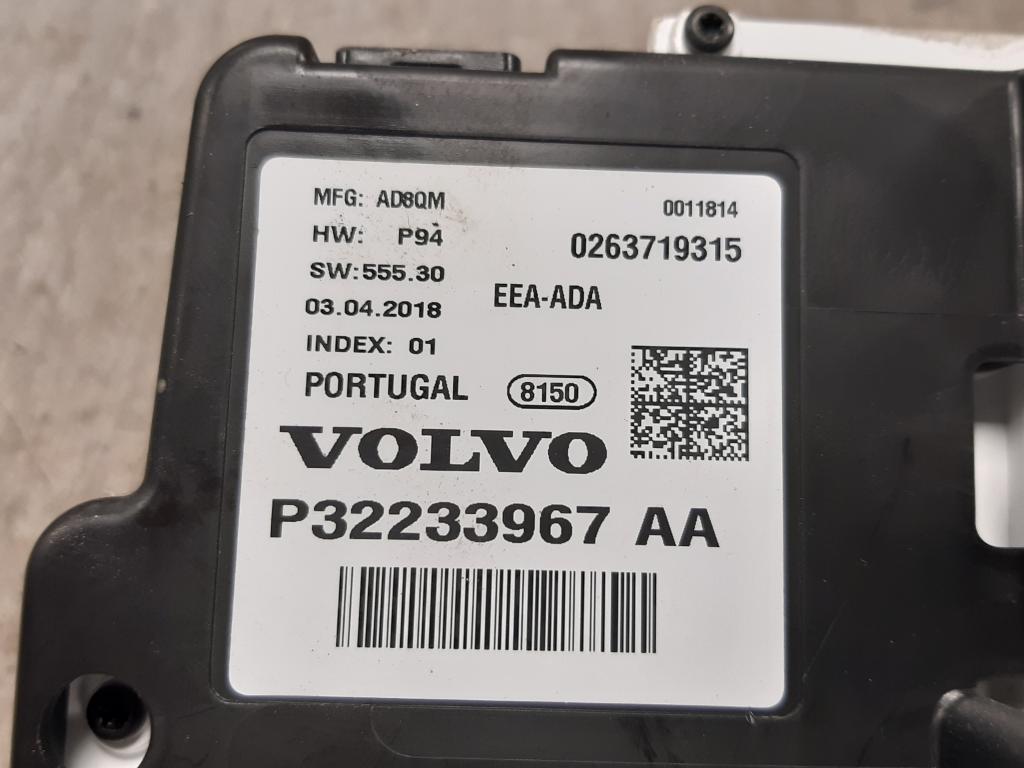 MFG: AD8QM
0011814
HW: P94
0263719315
SW:555.30
EEA-ADA
03.04.2018
INDEX: 01
PORTUGAL
8150
VOLVO
P32233967 AA